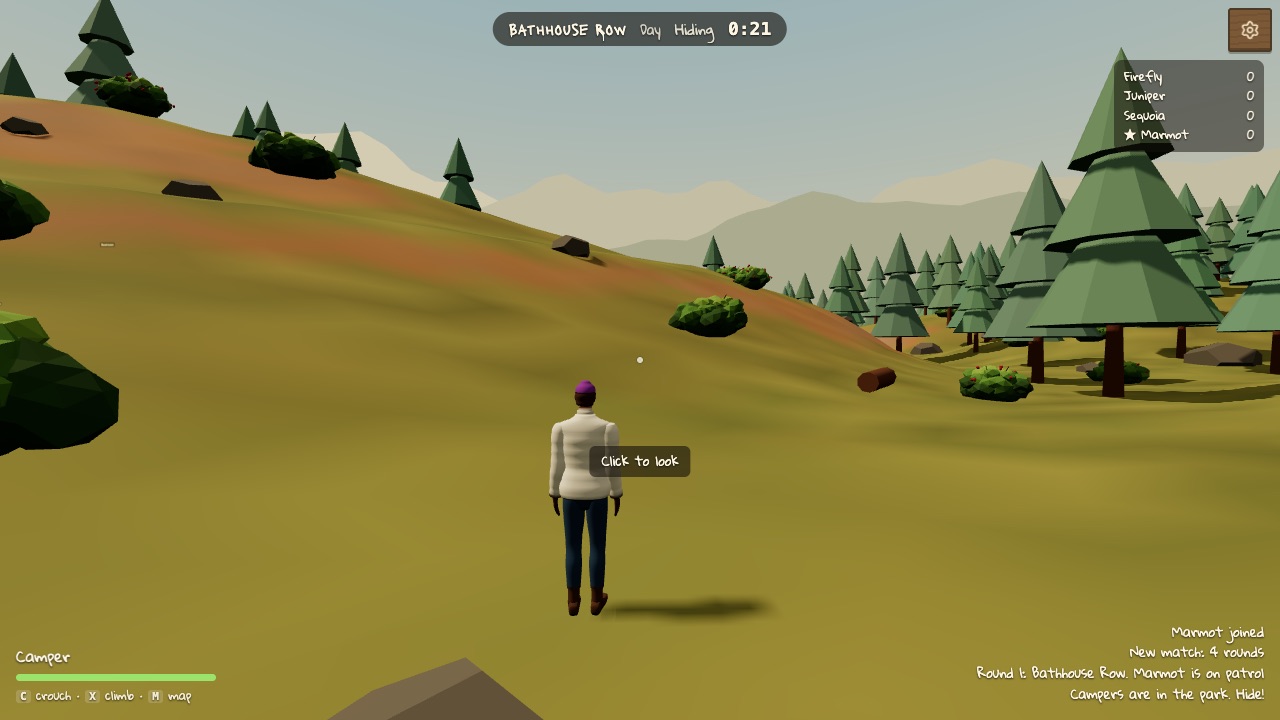 BATHHOUSE ROW Day Hiding 0:21
Firefly 0
Juniper 0
Sequoia 0
★ Marmot 0
Click to look
Camper
C crouch · X climb · M map
Marmot joined
New match: 4 rounds
Round 1: Bathhouse Row. Marmot is on patrol
Campers are in the park. Hide!